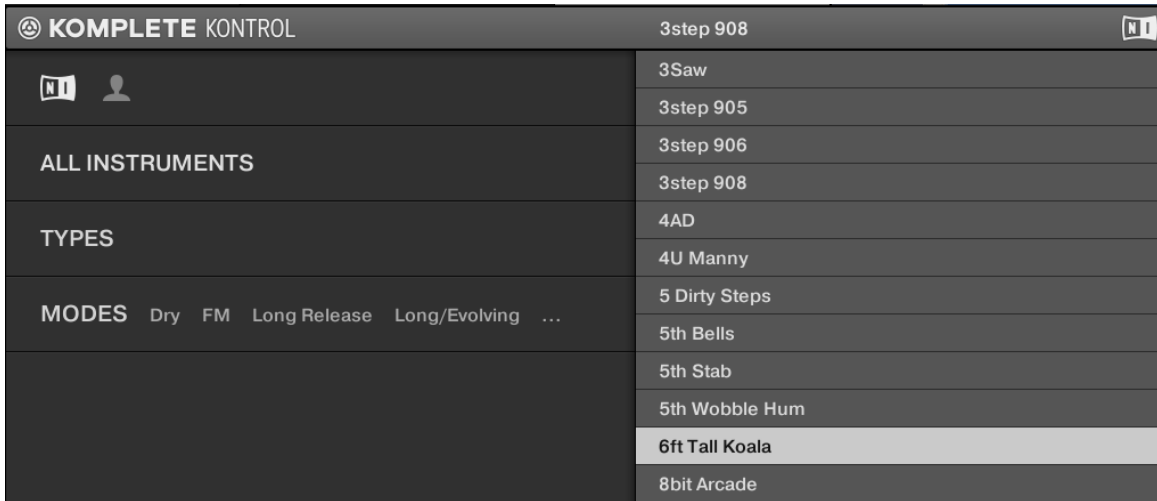 KOMPLETE KONTROL
3step 908
NI
NI
ALL INSTRUMENTS
TYPES
MODES Dry FM Long Release Long/Evolving ...
3Saw
3step 905
3step 906
3step 908
4AD
4U Manny
5 Dirty Steps
5th Bells
5th Stab
5th Wobble Hum
6ft Tall Koala
8bit Arcade